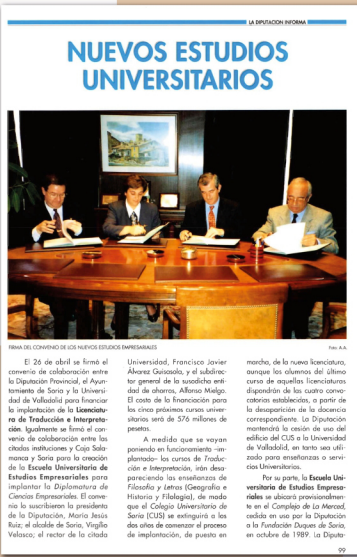 LA DIPUTACION INFORMA
NUEVOS ESTUDIOS
UNIVERSITARIOS
FIRMA DEL CONVENIO DE LOS NUEVOS ESTUDIOS EMPRESARIALES
Foto: A.A.
El 26 de abril se firmó el
convenio de colaboración entre
la Diputación Provincial, el Ayun-
tamiento de Soria y la Universi-
dad de Valladolid para financiar
la implantación de la Licenciatu-
ra de Traducción e Interpreta-
ción. Igualmente se firmó el con-
venio de colaboración entre las
citadas instituciones y Caja Sala-
manca y Soria para la creación
de la Escuela Universitaria de
Estudios Empresariales para
implantar la Diplomatura de
Ciencias Empresariales. El conve-
nio lo suscribieron la presidenta
de la Diputación, María Jesús
Ruiz; el alcalde de Soria, Virgilio
Velasco; el rector de la citada
Universidad, Francisco Javier
Álvarez Guisasola, y el subdirec-
tor general de la susodicha enti-
dad de ahorros, Alfonso Mielgo.
El costo de la financiación para
los cinco próximos cursos univer-
sitarios será de 576 millones de
pesetas.
A medida que se vayan
poniendo en funcionamiento -im-
plantado- los cursos de Traduc-
ción e Interpretación, irán desa-
pareciendo las enseñanzas de
Filosofía y Letras (Geografía e
Historia y Filología), de modo
que el Colegio Universitario de
Soria (CUS) se extinguirá a los
dos años de comenzar el proceso
de implantación, de puesta en
marcha, de la nueva licenciatura,
aunque los alumnos del último
curso de aquellas licenciaturas
dispondrán de las cuatro convo-
catorias establecidas, a partir de
la desaparición de la docencia
correspondiente. La Diputación
mantendrá la cesión de uso del
edificio del CUS a la Universidad
de Valladolid, en tanto sea utili-
zado para enseñanzas o servi-
cios Universitarios.
Por su parte, la Escuela Uni-
versitaria de Estudios Empresa-
riales se ubicará provisionalmen-
te en el Complejo de La Merced,
cedida en uso por la Diputación
a la Fundación Duques de Soria,
en octubre de 1989. La Diputa-
99